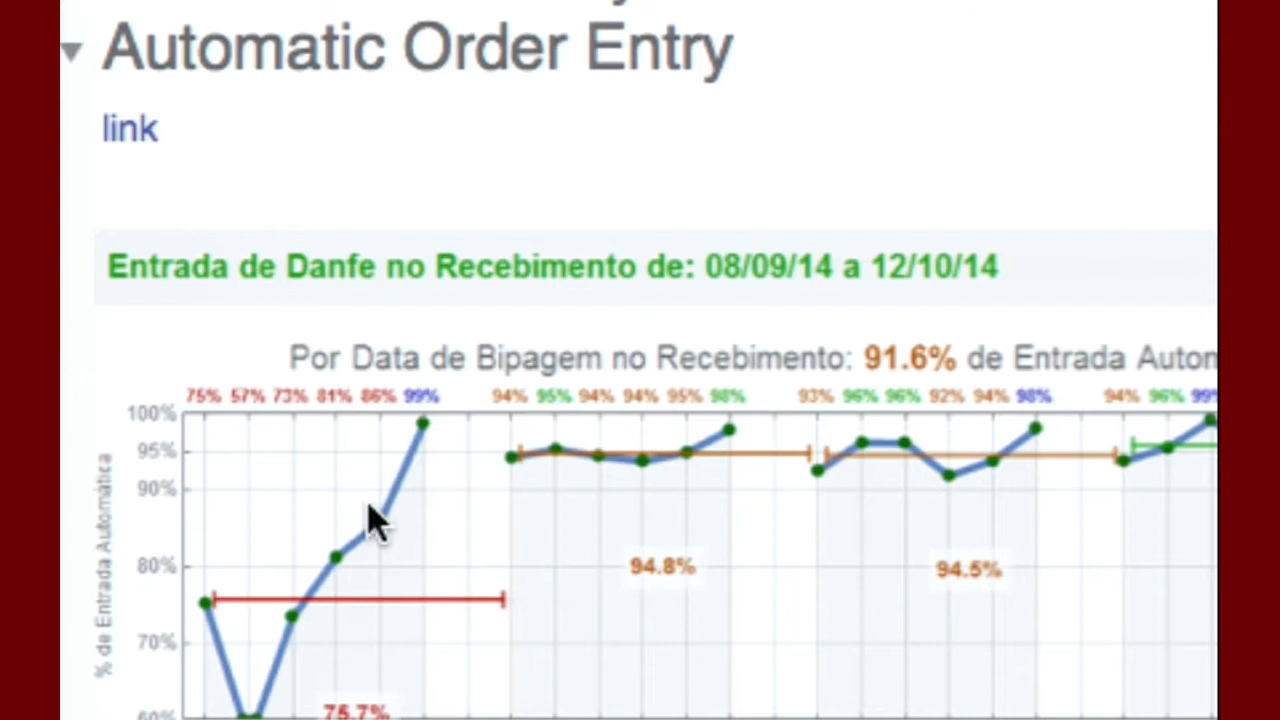 Automatic Order Entry
link
Entrada de Danfe no Recebimento de: 08/09/14 a 12/10/14
Por Data de Bipagem no Recebimento: 91.6% de Entrada Autom
75% 57% 73% 81% 86% 99% 94% 95% 94% 94% 95% 98% 93% 96% 96% 92% 94% 98% 94% 96% 99%
100%
95%
90%
80%
70%
60%
% de Entrada Automática
94.8%
94.5%
75.7%